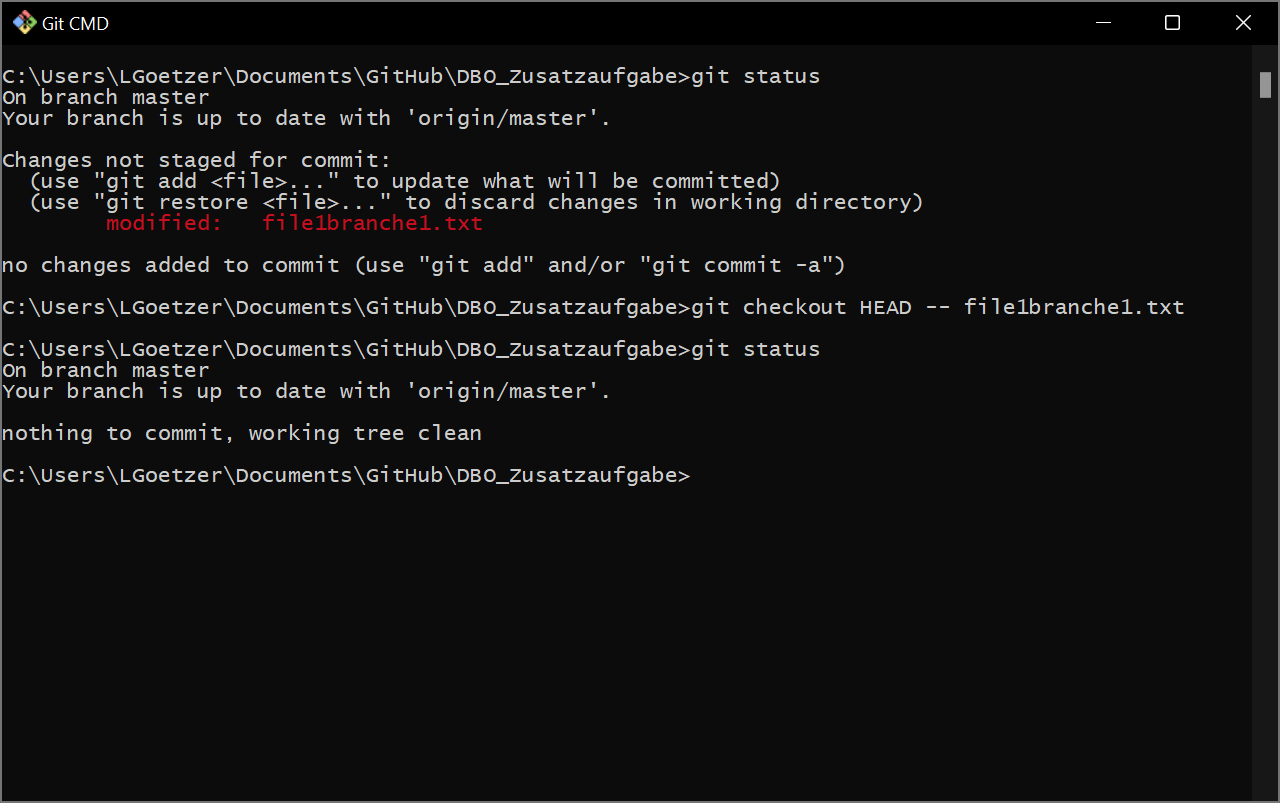 Git CMD
C:\Users\LGoetzer\Documents\GitHub\DBO_Zusatzaufgabe>git status
On branch master
Your branch is up to date with 'origin/master'.
Changes not staged for commit:
  (use "git add <file>..." to update what will be committed)
  (use "git restore <file>..." to discard changes in working directory)
        modified:   file1branche1.txt
no changes added to commit (use "git add" and/or "git commit -a")
C:\Users\LGoetzer\Documents\GitHub\DBO_Zusatzaufgabe>git checkout HEAD -- file1branche1.txt
C:\Users\LGoetzer\Documents\GitHub\DBO_Zusatzaufgabe>git status
On branch master
Your branch is up to date with 'origin/master'.
nothing to commit, working tree clean
C:\Users\LGoetzer\Documents\GitHub\DBO_Zusatzaufgabe>